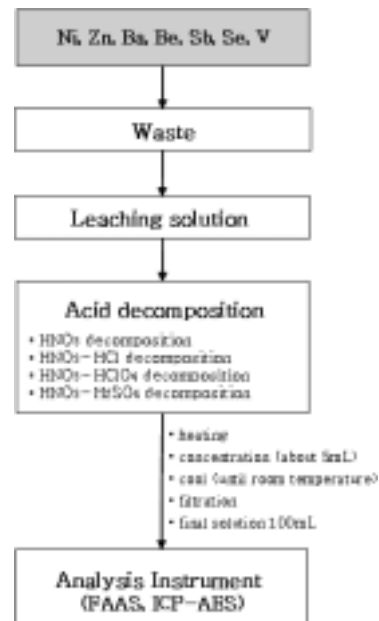 Ni, Zn, Ba, Be, Sb, Se, V
Waste
Leaching solution
Acid decomposition
• HNO₃ decomposition
• HNO₃-HCl decomposition
• HNO₃-HClO₄ decomposition
• HNO₃-H₂SO₄ decomposition
• heating
• concentration (about 5mL)
• cool (until room temperature)
• filtration
• final solution 100mL
Analysis Instrument
(FAAS, ICP-AES)